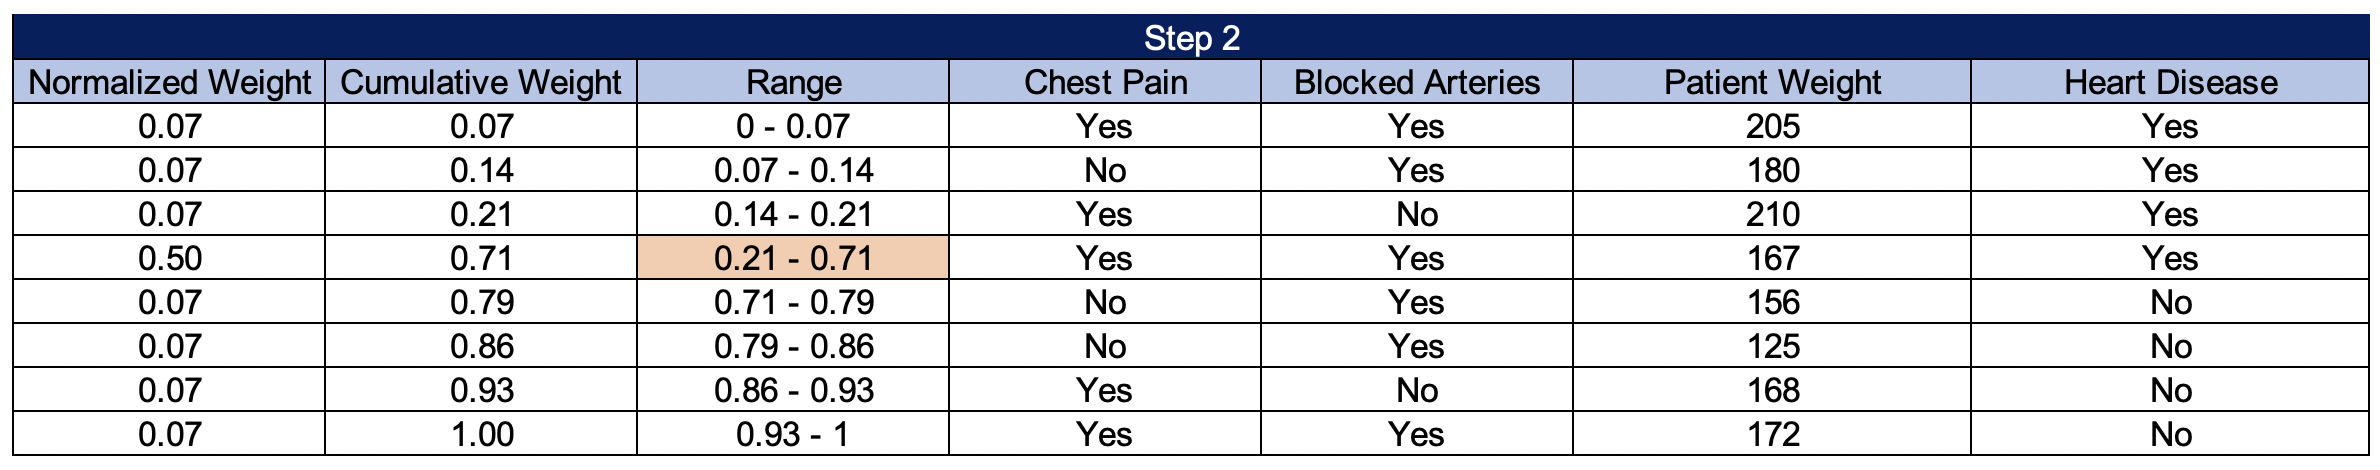 Step 2
Normalized Weight Cumulative Weight Range Chest Pain Blocked Arteries Patient Weight Heart Disease
0.07 0.07 0 - 0.07 Yes Yes 205 Yes
0.07 0.14 0.07 - 0.14 No Yes 180 Yes
0.07 0.21 0.14 - 0.21 Yes No 210 Yes
0.50 0.71 0.21 - 0.71 Yes Yes 167 Yes
0.07 0.79 0.71 - 0.79 No Yes 156 No
0.07 0.86 0.79 - 0.86 No Yes 125 No
0.07 0.93 0.86 - 0.93 Yes No 168 No
0.07 1.00 0.93 - 1 Yes Yes 172 No